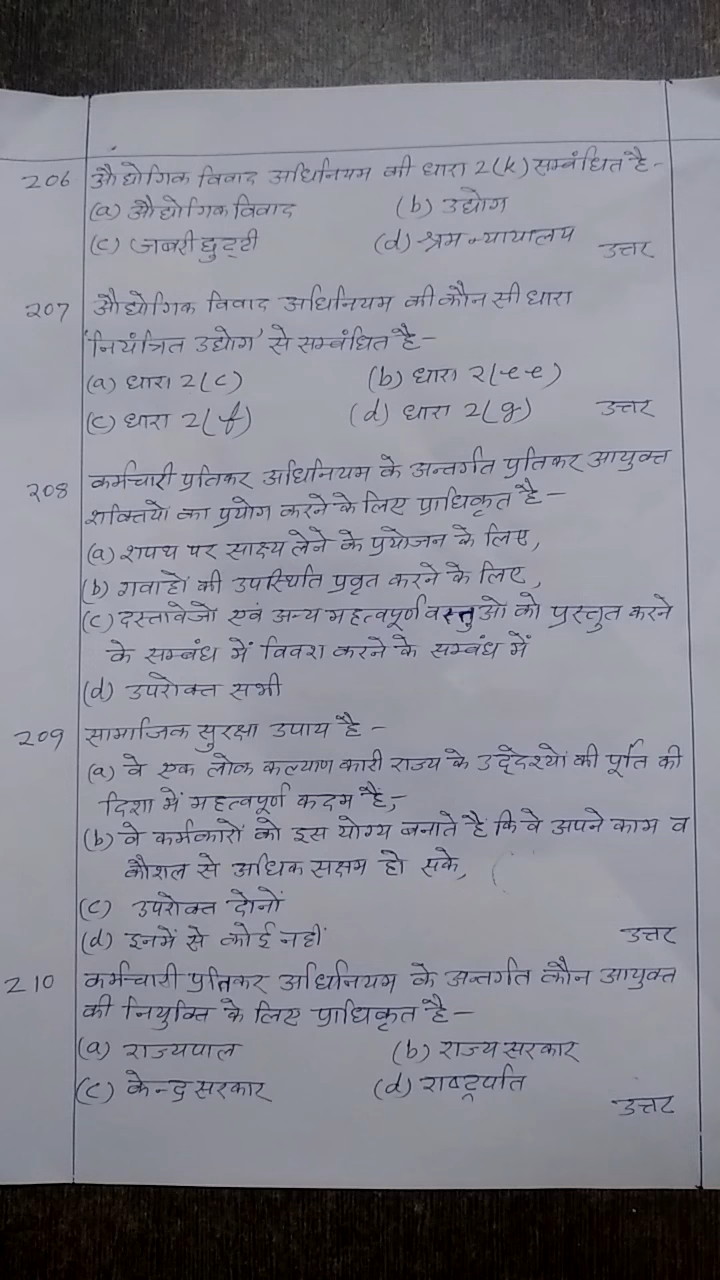 206 औद्योगिक विवाद अधिनियम की धारा 2(k) सम्बंधित है-
(a) औद्योगिक विवाद (b) उद्योग
(c) जबरी छुट्टी (d) श्रम न्यायालय उत्तर
207 औद्योगिक विवाद अधिनियम की कौन सी धारा
'नियंत्रित उद्योग' से सम्बंधित है-
(a) धारा 2(c) (b) धारा 2(e-e)
(c) धारा 2(f) (d) धारा 2(g) उत्तर
208 कर्मचारी प्रतिकर अधिनियम के अन्तर्गत प्रतिकर आयुक्त
शक्तियों का प्रयोग करने के लिए प्राधिकृत है-
(a) शपथ पर साक्ष्य लेने के प्रयोजन के लिए,
(b) गवाहों की उपस्थिति प्रवृत करने के लिए,
(c) दस्तावेजों एवं अन्य महत्वपूर्ण वस्तुओं को प्रस्तुत करने
के सम्बंध में विवश करने के सम्बंध में
(d) उपरोक्त सभी
209 सामाजिक सुरक्षा उपाय है -
(a) वे एक लोक कल्याणकारी राज्य के उद्देश्यों की पूर्ति की
दिशा में महत्वपूर्ण कदम हैं,-
(b) वे कर्मकारों को इस योग्य बनाते है कि वे अपने काम व
कौशल से अधिक सक्षम हो सके,
(c) उपरोक्त दोनों
(d) इनमें से कोई नहीं उत्तर
210 कर्मचारी प्रतिकर अधिनियम के अन्तर्गत कौन आयुक्त
की नियुक्ति के लिए प्राधिकृत है-
(a) राज्यपाल (b) राज्य सरकार
(c) केन्द्र सरकार (d) राष्ट्रपति
उत्तर